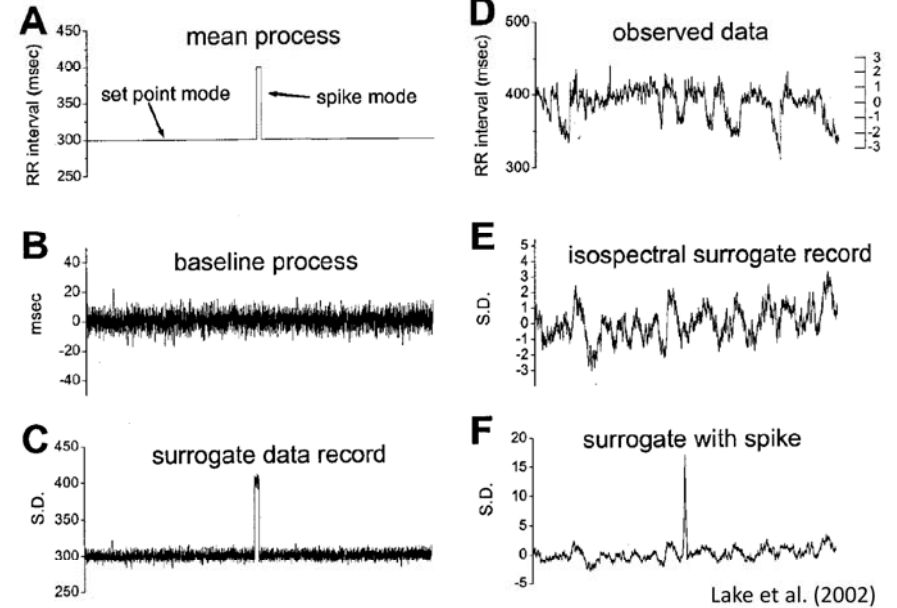 A
mean process
RR interval (msec)
450
400
350
300
250
set point mode
spike mode
B
baseline process
msec
40
20
0
-20
-40
C
surrogate data record
S.D.
450
400
350
300
250
D
observed data
RR interval (msec)
500
400
300
3
2
1
0
-1
-2
-3
E
isospectral surrogate record
S.D.
5
4
3
2
1
0
-1
-2
-3
F
surrogate with spike
S.D.
20
15
10
5
0
-5
Lake et al. (2002)